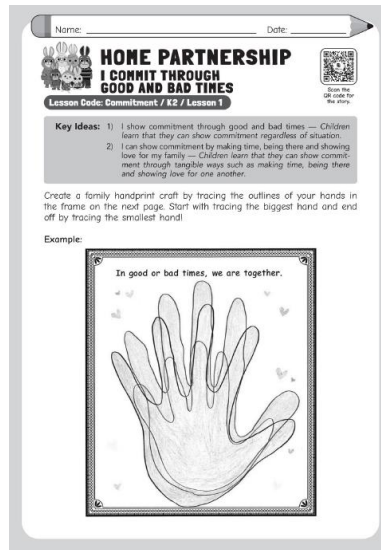 Name: Date:
HOME PARTNERSHIP
I COMMIT THROUGH
GOOD AND BAD TIMES
Lesson Code: Commitment / K2 / Lesson 1
Scan the
QR code for
the story.
Key Ideas: 1) I show commitment through good and bad times — Children
learn that they can show commitment regardless of situation.
2) I can show commitment by making time, being there and showing
love for my family — Children learn that they can show commit-
ment through tangible ways such as making time, being there
and showing love for one another.
Create a family handprint craft by tracing the outlines of your hands in
the frame on the next page. Start with tracing the biggest hand and end
off by tracing the smallest hand!
Example:
In good or bad times, we are together.